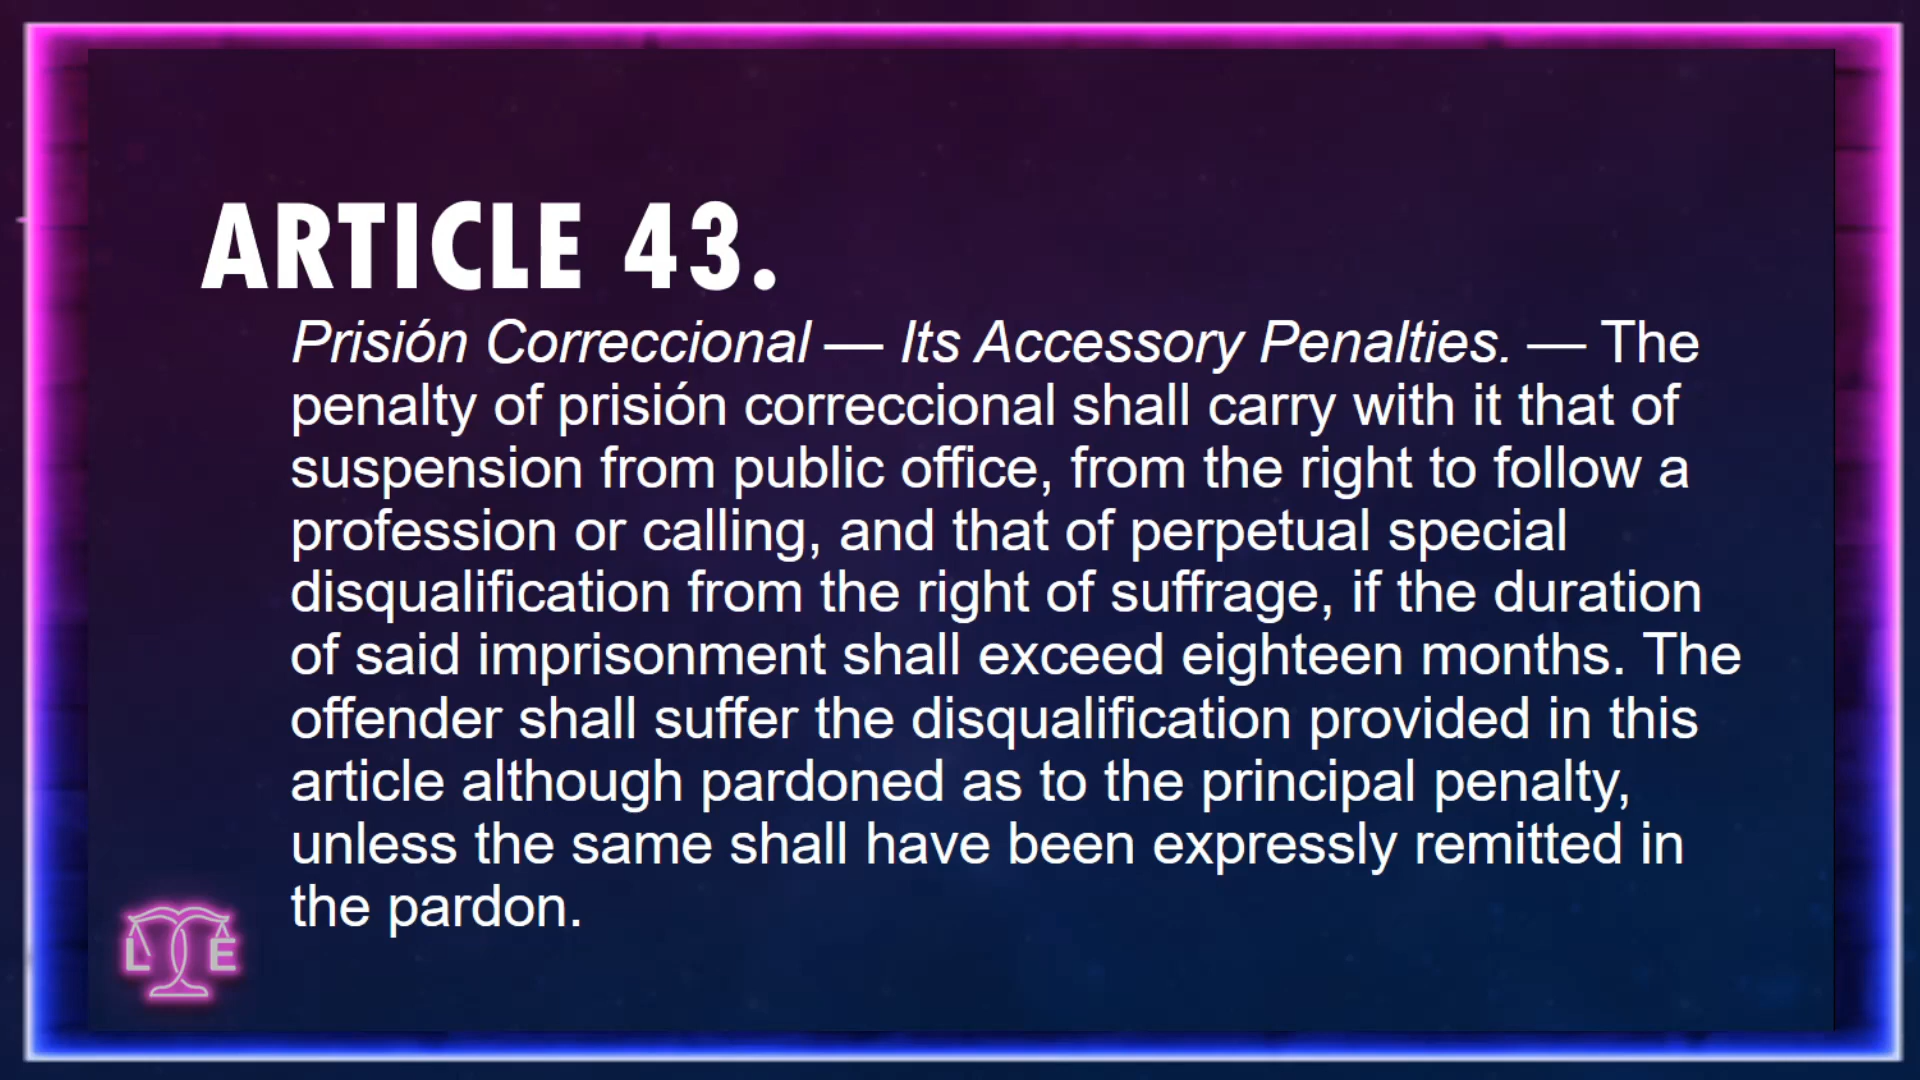 ARTICLE 43.
Prisión Correccional — Its Accessory Penalties. — The
penalty of prisión correccional shall carry with it that of
suspension from public office, from the right to follow a
profession or calling, and that of perpetual special
disqualification from the right of suffrage, if the duration
of said imprisonment shall exceed eighteen months. The
offender shall suffer the disqualification provided in this
article although pardoned as to the principal penalty,
unless the same shall have been expressly remitted in
the pardon.
L E